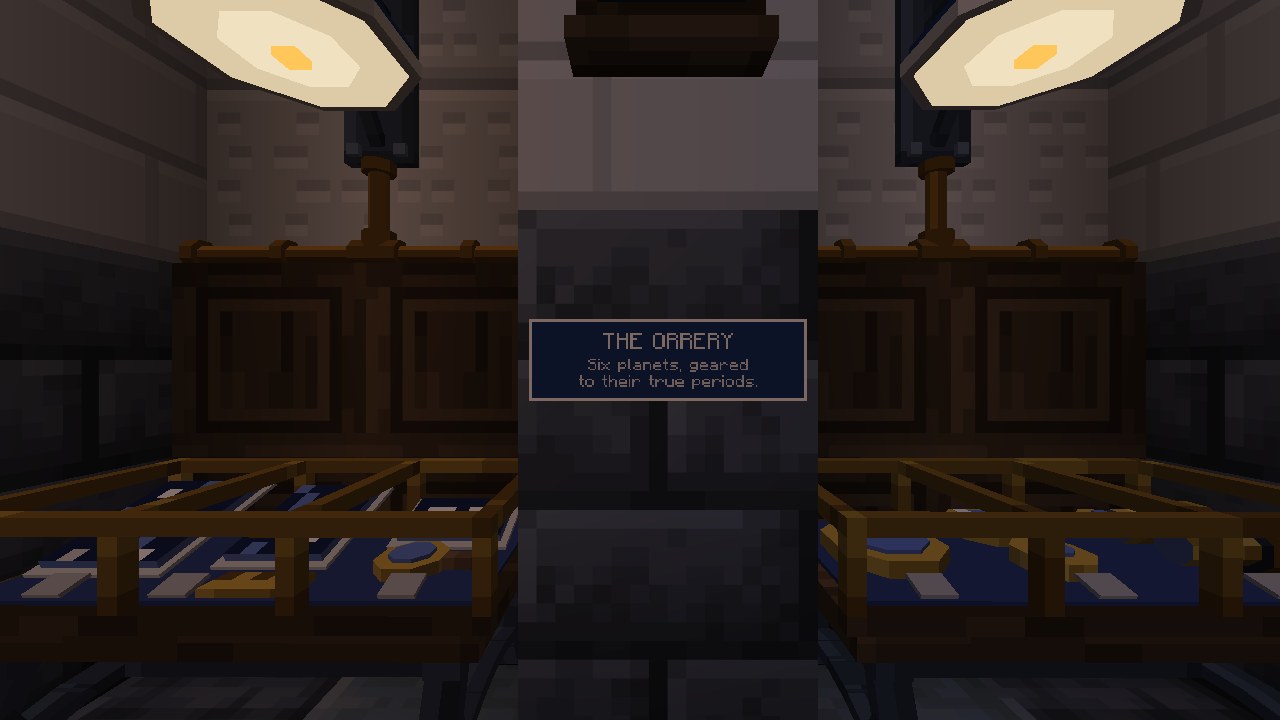 THE ORRERY
Six planets, geared
to their true periods.